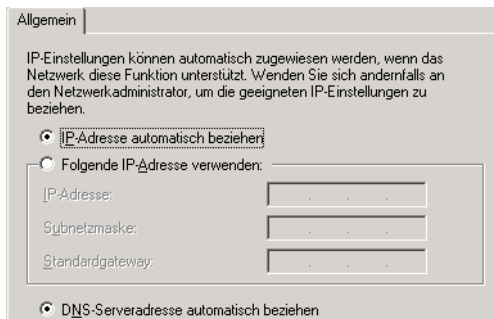 Allgemein
IP-Einstellungen können automatisch zugewiesen werden, wenn das
Netzwerk diese Funktion unterstützt. Wenden Sie sich andernfalls an
den Netzwerkadministrator, um die geeigneten IP-Einstellungen zu
beziehen.
IP-Adresse automatisch beziehen
Folgende IP-Adresse verwenden:
IP-Adresse:
Subnetzmaske:
Standardgateway:
DNS-Serveradresse automatisch beziehen